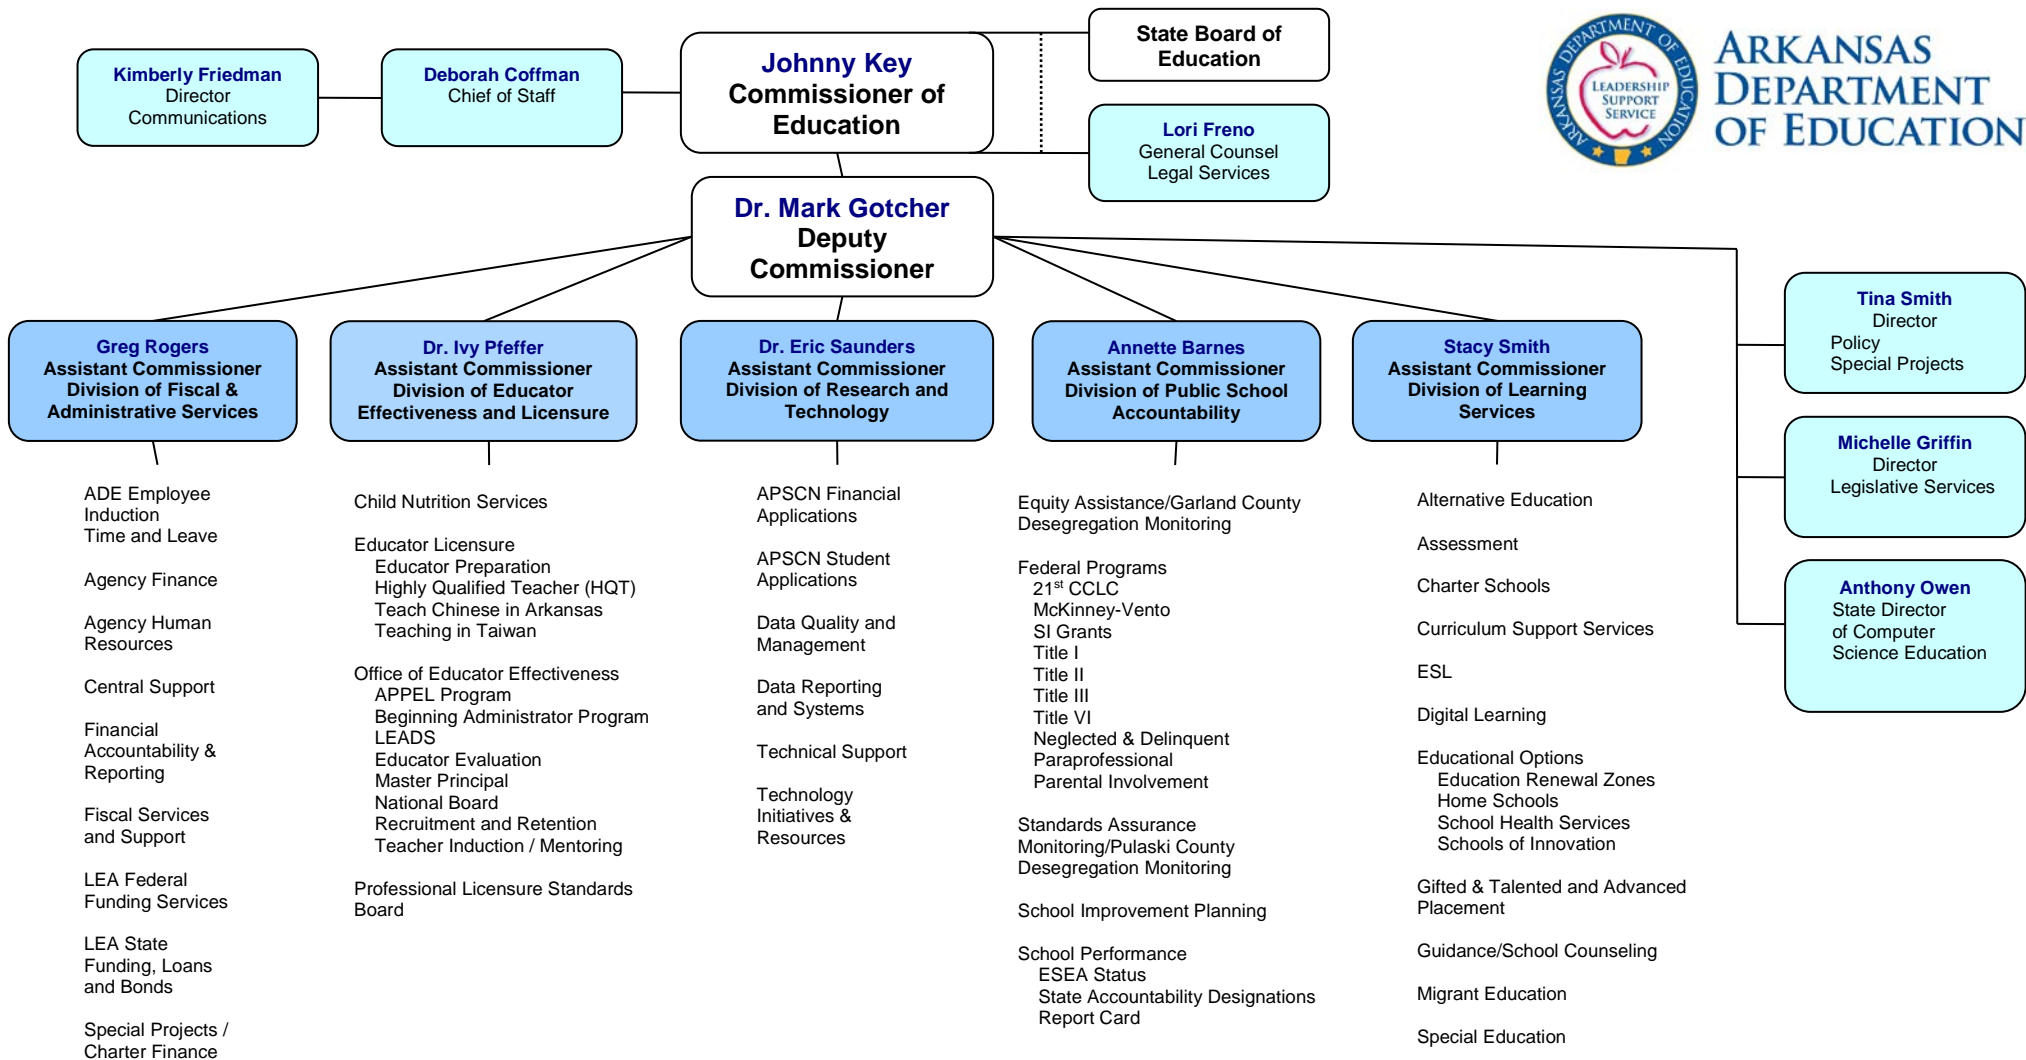 Kimberly Friedman
Director
Communications
Deborah Coffman
Chief of Staff
Johnny Key
Commissioner of
Education
State Board of
Education
Lori Freno
General Counsel
Legal Services
ARKANSAS DEPARTMENT OF EDUCATION
LEADERSHIP
SUPPORT
SERVICE
ARKANSAS
DEPARTMENT
OF EDUCATION
Dr. Mark Gotcher
Deputy
Commissioner
Greg Rogers
Assistant Commissioner
Division of Fiscal &
Administrative Services
Dr. Ivy Pfeffer
Assistant Commissioner
Division of Educator
Effectiveness and Licensure
Dr. Eric Saunders
Assistant Commissioner
Division of Research and
Technology
Annette Barnes
Assistant Commissioner
Division of Public School
Accountability
Stacy Smith
Assistant Commissioner
Division of Learning
Services
Tina Smith
Director
Policy
Special Projects
Michelle Griffin
Director
Legislative Services
Anthony Owen
State Director
of Computer
Science Education
ADE Employee
Induction
Time and Leave
Agency Finance
Agency Human
Resources
Central Support
Financial
Accountability &
Reporting
Fiscal Services
and Support
LEA Federal
Funding Services
LEA State
Funding, Loans
and Bonds
Special Projects /
Charter Finance
Child Nutrition Services
Educator Licensure
Educator Preparation
Highly Qualified Teacher (HQT)
Teach Chinese in Arkansas
Teaching in Taiwan
Office of Educator Effectiveness
APPEL Program
Beginning Administrator Program
LEADS
Educator Evaluation
Master Principal
National Board
Recruitment and Retention
Teacher Induction / Mentoring
Professional Licensure Standards
Board
APSCN Financial
Applications
APSCN Student
Applications
Data Quality and
Management
Data Reporting
and Systems
Technical Support
Technology
Initiatives &
Resources
Equity Assistance/Garland County
Desegregation Monitoring
Federal Programs
21st CCLC
McKinney-Vento
SI Grants
Title I
Title II
Title III
Title VI
Neglected & Delinquent
Paraprofessional
Parental Involvement
Standards Assurance
Monitoring/Pulaski County
Desegregation Monitoring
School Improvement Planning
School Performance
ESEA Status
State Accountability Designations
Report Card
Alternative Education
Assessment
Charter Schools
Curriculum Support Services
ESL
Digital Learning
Educational Options
Education Renewal Zones
Home Schools
School Health Services
Schools of Innovation
Gifted & Talented and Advanced
Placement
Guidance/School Counseling
Migrant Education
Special Education